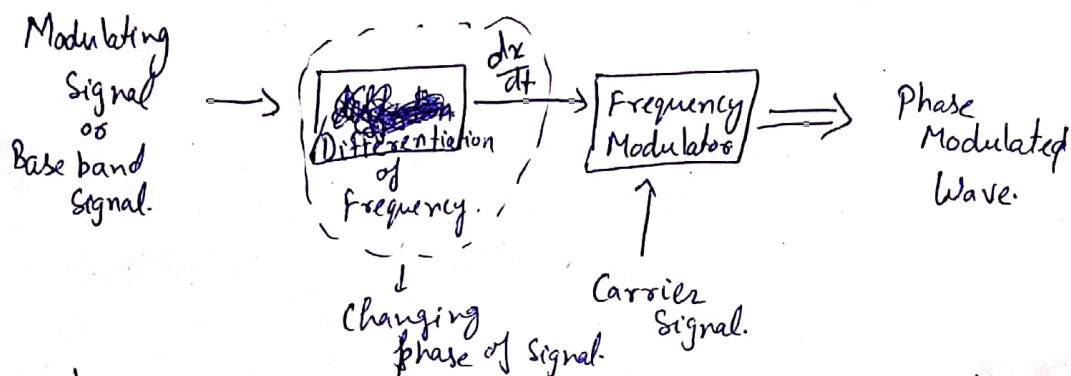 Modulating
Signal
or
Base band
Signal.
Differentiation
of
frequency.
dx
dt
Frequency
Modulator
Carrier
Signal.
Phase
Modulated
Wave.
Changing
phase of Signal.